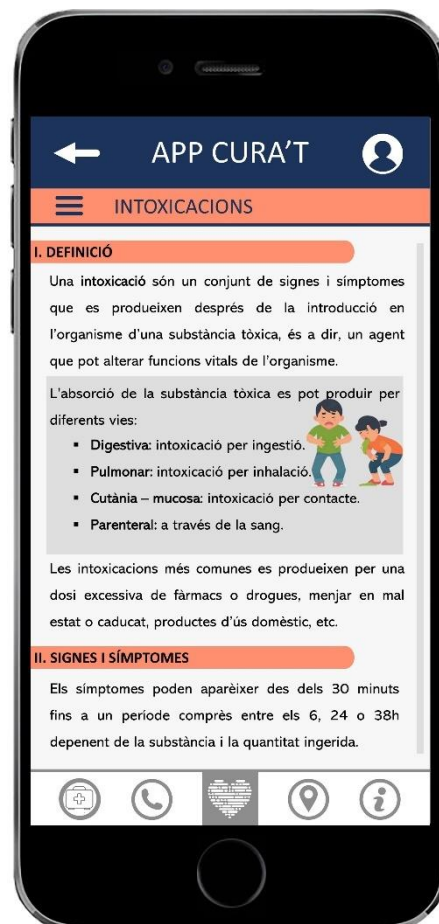 APP CURA'T
INTOXICACIONS
I. DEFINICIÓ
Una intoxicació són un conjunt de signes i símptomes
que es produeixen després de la introducció en
l'organisme d'una substància tòxica, és a dir, un agent
que pot alterar funcions vitals de l'organisme.
L'absorció de la substància tòxica es pot produir per
diferents vies:
▪ Digestiva: intoxicació per ingestió.
▪ Pulmonar: intoxicació per inhalació.
▪ Cutània – mucosa: intoxicació per contacte.
▪ Parenteral: a través de la sang.
Les intoxicacions més comunes es produeixen per una
dosi excessiva de fàrmacs o drogues, menjar en mal
estat o caducat, productes d'ús domèstic, etc.
II. SIGNES I SÍMPTOMES
Els símptomes poden aparèixer des dels 30 minuts
fins a un període comprès entre els 6, 24 o 38h
depenent de la substància i la quantitat ingerida.